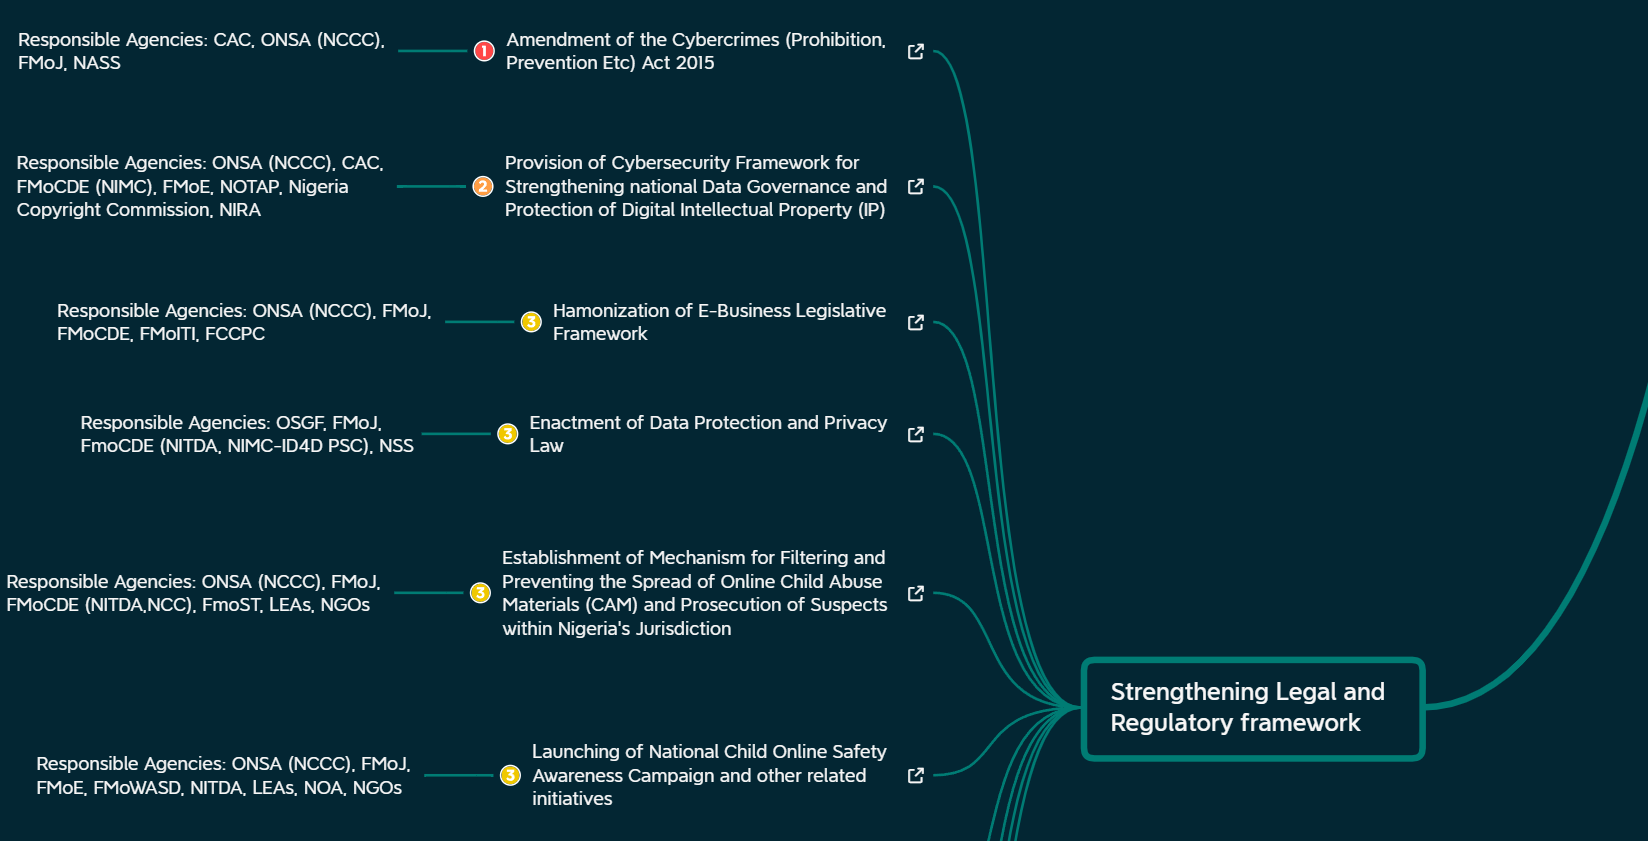 Responsible Agencies: CAC, ONSA (NCCC),
FMoJ, NASS
1
Amendment of the Cybercrimes (Prohibition,
Prevention Etc) Act 2015
Responsible Agencies: ONSA (NCCC), CAC,
FMoCDE (NIMC), FMoE, NOTAP, Nigeria
Copyright Commission, NIRA
2
Provision of Cybersecurity Framework for
Strengthening national Data Governance and
Protection of Digital Intellectual Property (IP)
Responsible Agencies: ONSA (NCCC), FMoJ,
FMoCDE, FMoITI, FCCPC
3
Hamonization of E-Business Legislative
Framework
Responsible Agencies: OSGF, FMoJ,
FmoCDE (NITDA, NIMC-ID4D PSC), NSS
3
Enactment of Data Protection and Privacy
Law
Responsible Agencies: ONSA (NCCC), FMoJ,
FMoCDE (NITDA,NCC), FmoST, LEAs, NGOs
3
Establishment of Mechanism for Filtering and
Preventing the Spread of Online Child Abuse
Materials (CAM) and Prosecution of Suspects
within Nigeria's Jurisdiction
Responsible Agencies: ONSA (NCCC), FMoJ,
FMoE, FMoWASD, NITDA, LEAs, NOA, NGOs
3
Launching of National Child Online Safety
Awareness Campaign and other related
initiatives
Strengthening Legal and
Regulatory framework